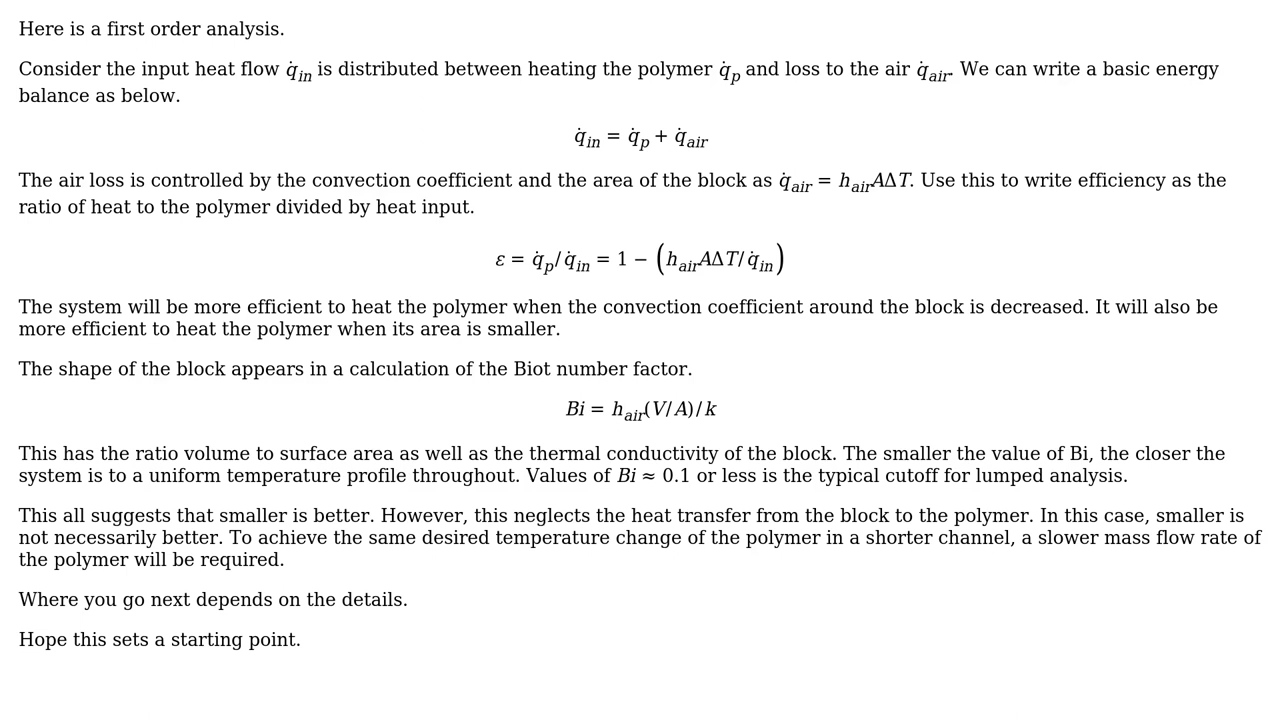 Here is a first order analysis.
Consider the input heat flow q̇_in is distributed between heating the polymer q̇_p and loss to the air q̇_air. We can write a basic energy
balance as below.
q̇_in = q̇_p + q̇_air
The air loss is controlled by the convection coefficient and the area of the block as q̇_air = h_airAΔT. Use this to write efficiency as the
ratio of heat to the polymer divided by heat input.
ε = q̇_p/q̇_in = 1 − (h_airAΔT/q̇_in)
The system will be more efficient to heat the polymer when the convection coefficient around the block is decreased. It will also be
more efficient to heat the polymer when its area is smaller.
The shape of the block appears in a calculation of the Biot number factor.
Bi = h_air(V/A)/k
This has the ratio volume to surface area as well as the thermal conductivity of the block. The smaller the value of Bi, the closer the
system is to a uniform temperature profile throughout. Values of Bi ≈ 0.1 or less is the typical cutoff for lumped analysis.
This all suggests that smaller is better. However, this neglects the heat transfer from the block to the polymer. In this case, smaller is
not necessarily better. To achieve the same desired temperature change of the polymer in a shorter channel, a slower mass flow rate of
the polymer will be required.
Where you go next depends on the details.
Hope this sets a starting point.